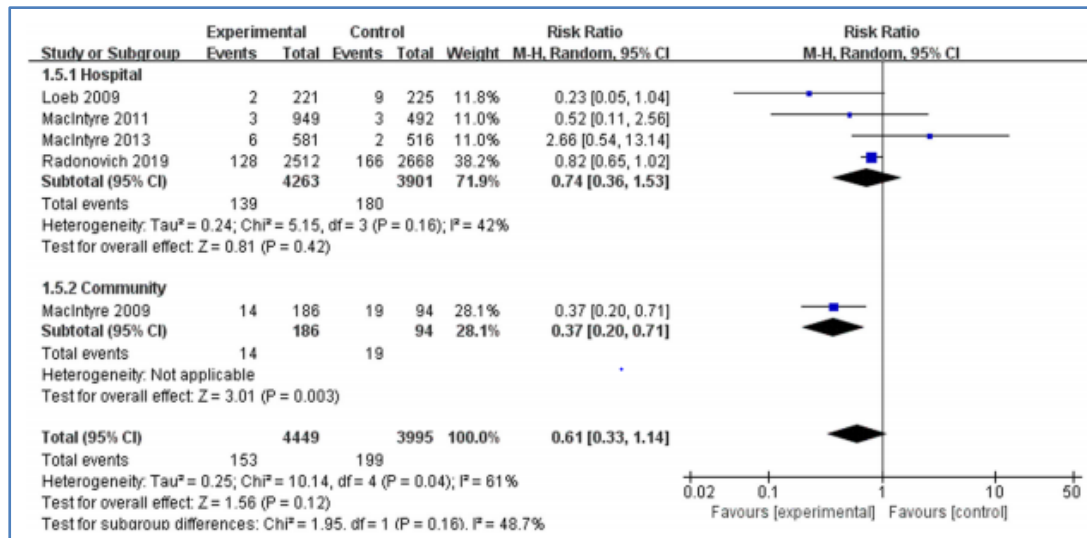 Experimental Control Risk Ratio Risk Ratio
Study or Subgroup Events Total Events Total Weight M-H, Random, 95% CI M-H, Random, 95% CI
1.5.1 Hospital
Loeb 2009 2 221 9 225 11.8% 0.23 [0.05, 1.04]
MacIntyre 2011 3 949 3 492 11.0% 0.52 [0.11, 2.56]
MacIntyre 2013 6 581 2 516 11.0% 2.66 [0.54, 13.14]
Radonovich 2019 128 2512 166 2668 38.2% 0.82 [0.65, 1.02]
Subtotal (95% CI) 4263 3901 71.9% 0.74 [0.36, 1.53]
Total events 139 180
Heterogeneity: Tau² = 0.24; Chi² = 5.15, df = 3 (P = 0.16); I² = 42%
Test for overall effect: Z = 0.81 (P = 0.42)
1.5.2 Community
MacIntyre 2009 14 186 19 94 28.1% 0.37 [0.20, 0.71]
Subtotal (95% CI) 186 94 28.1% 0.37 [0.20, 0.71]
Total events 14 19
Heterogeneity: Not applicable
Test for overall effect: Z = 3.01 (P = 0.003)
Total (95% CI) 4449 3995 100.0% 0.61 [0.33, 1.14]
Total events 153 199
Heterogeneity: Tau² = 0.25; Chi² = 10.14, df = 4 (P = 0.04); I² = 61%
Test for overall effect: Z = 1.56 (P = 0.12)
Test for subgroup differences: Chi² = 1.95, df = 1 (P = 0.16), I² = 48.7%
0.02 0.1 1 10 50
Favours [experimental] Favours [control]